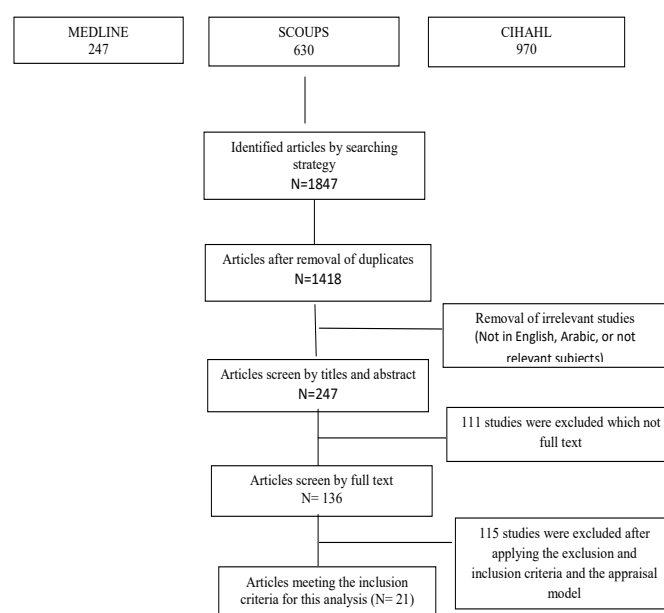 MEDLINE
247
SCOUPS
630
CIHAHL
970
Identified articles by searching
strategy
N=1847
Articles after removal of duplicates
N=1418
Removal of irrelevant studies
(Not in English, Arabic, or not
relevant subjects)
Articles screen by titles and abstract
N=247
111 studies were excluded which not
full text
Articles screen by full text
N= 136
115 studies were excluded after
applying the exclusion and
inclusion criteria and the appraisal
model
Articles meeting the inclusion
criteria for this analysis (N= 21)